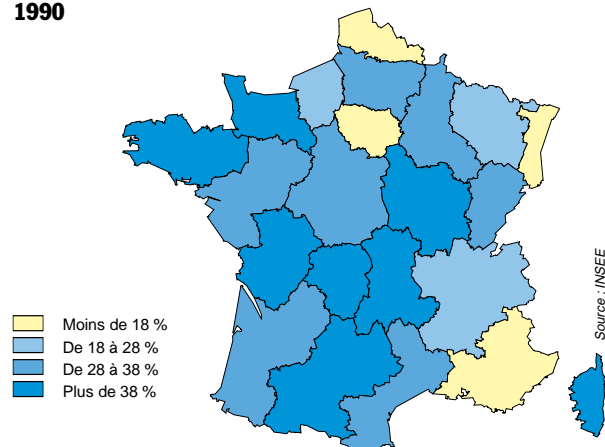 1990
Moins de 18 %
De 18 à 28 %
De 28 à 38 %
Plus de 38 %
Source : INSEE